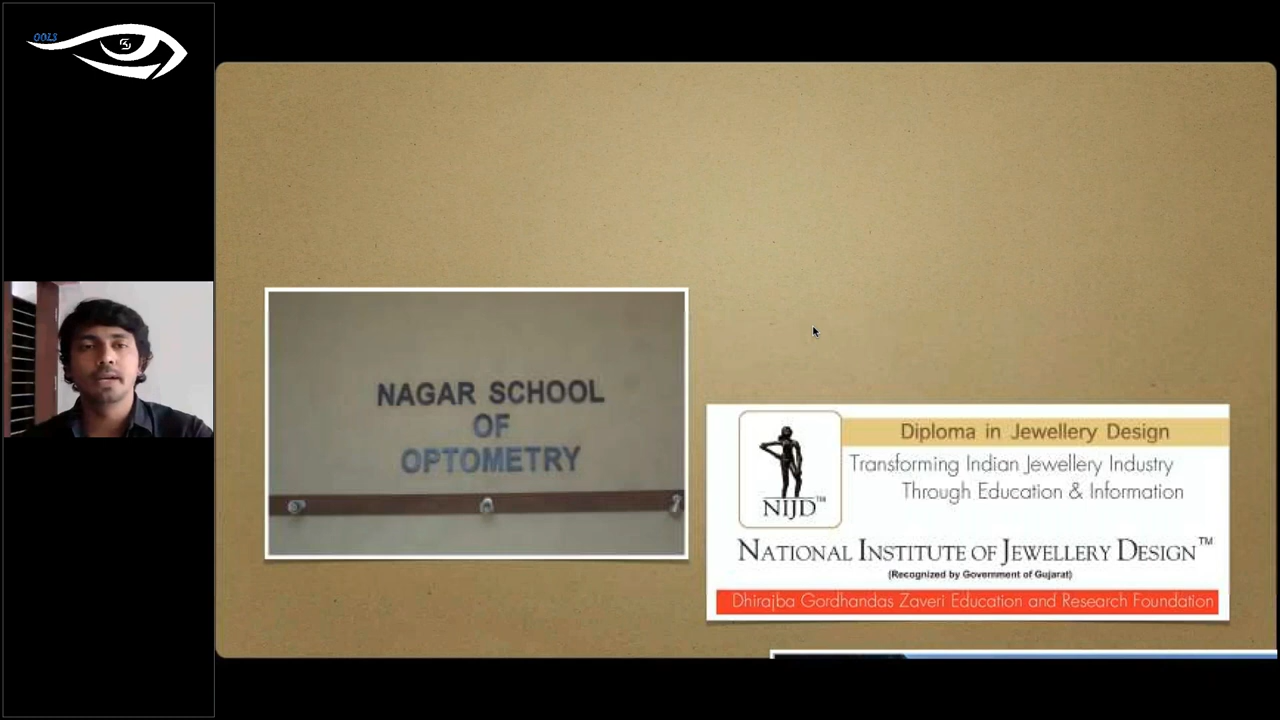 OOLS
NAGAR SCHOOL
OF
OPTOMETRY
Diploma in Jewellery Design
Transforming Indian Jewellery Industry
Through Education & Information
NIJD™
NATIONAL INSTITUTE OF JEWELLERY DESIGN™
(Recognized by Government of Gujarat)
Dhirajba Gordhandas Zaveri Education and Research Foundation